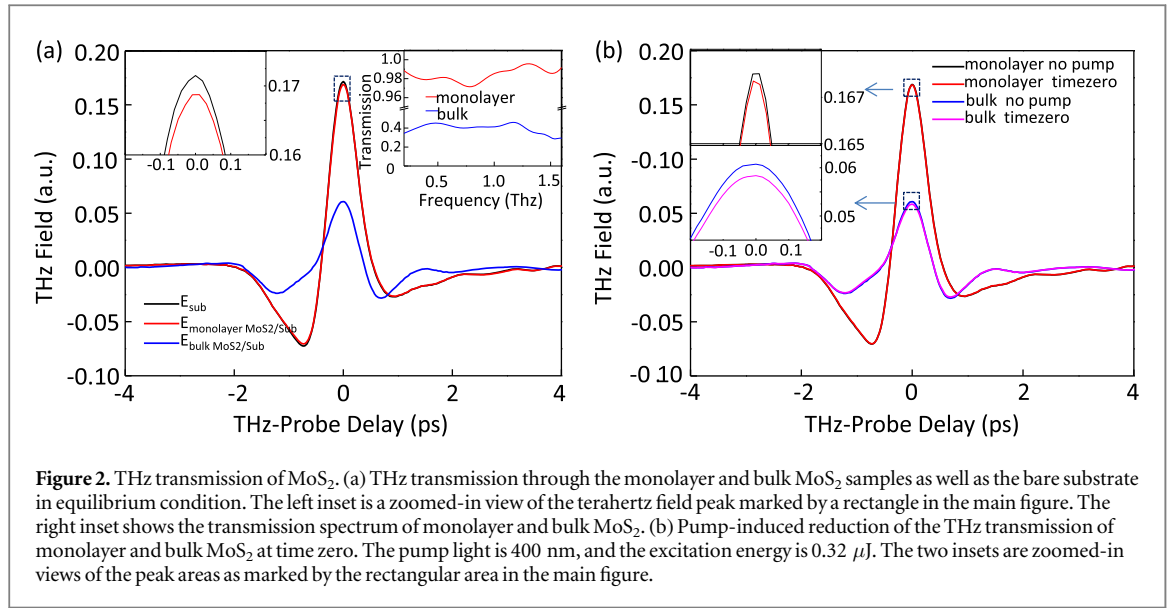 (a)
0.20
0.15
0.10
0.05
0.00
-0.05
-0.10
THz Field (a.u.)
-4
-2
0
2
4
THz-Probe Delay (ps)
0.17
0.16
-0.1
0.0
0.1
1.0
0.98
0.96
0.4
0.2
0
Transmission
monolayer
bulk
0.5
1.0
1.5
Frequency (Thz)
E sub
E monolayer MoS2/Sub
E bulk MoS2/Sub
(b)
0.20
0.15
-0.10
0.05
0.00
-0.05
-0.10
THz Field (a.u.)
-4
-2
0
2
4
THz-Probe Delay (ps)
0.167
0.165
0.06
0.05
-0.1
0.0
0.1
monolayer no pump
monolayer timezero
bulk no pump
bulk timezero
Figure 2. THz transmission of MoS₂. (a) THz transmission through the monolayer and bulk MoS₂ samples as well as the bare substrate
in equilibrium condition. The left inset is a zoomed-in view of the terahertz field peak marked by a rectangle in the main figure. The
right inset shows the transmission spectrum of monolayer and bulk MoS₂. (b) Pump-induced reduction of the THz transmission of
monolayer and bulk MoS₂ at time zero. The pump light is 400 nm, and the excitation energy is 0.32 μJ. The two insets are zoomed-in
views of the peak areas as marked by the rectangular area in the main figure.